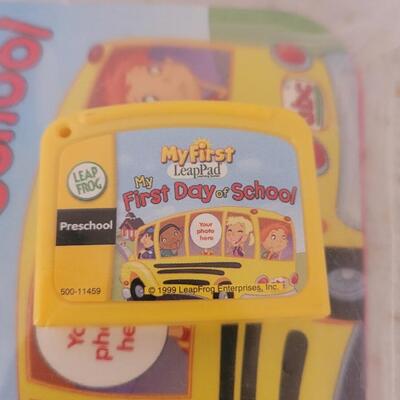 LEAP
FROG
My First
LeapPad
My
First Day of School
Your
photo
here
Preschool
500-11459
© 1999 LeapFrog Enterprises, Inc.